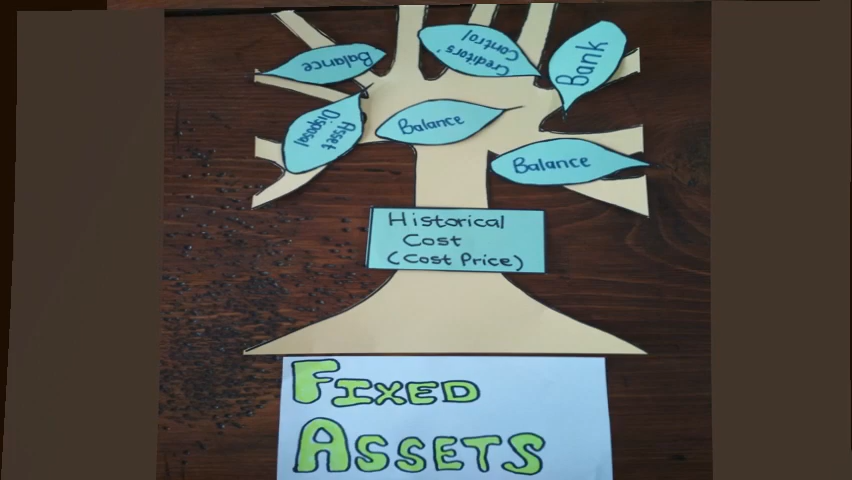 Balance
Creditors'
Control
Bank
Asset
Disposal
Balance
Balance
Historical
Cost
(Cost Price)
FIXED
ASSETS